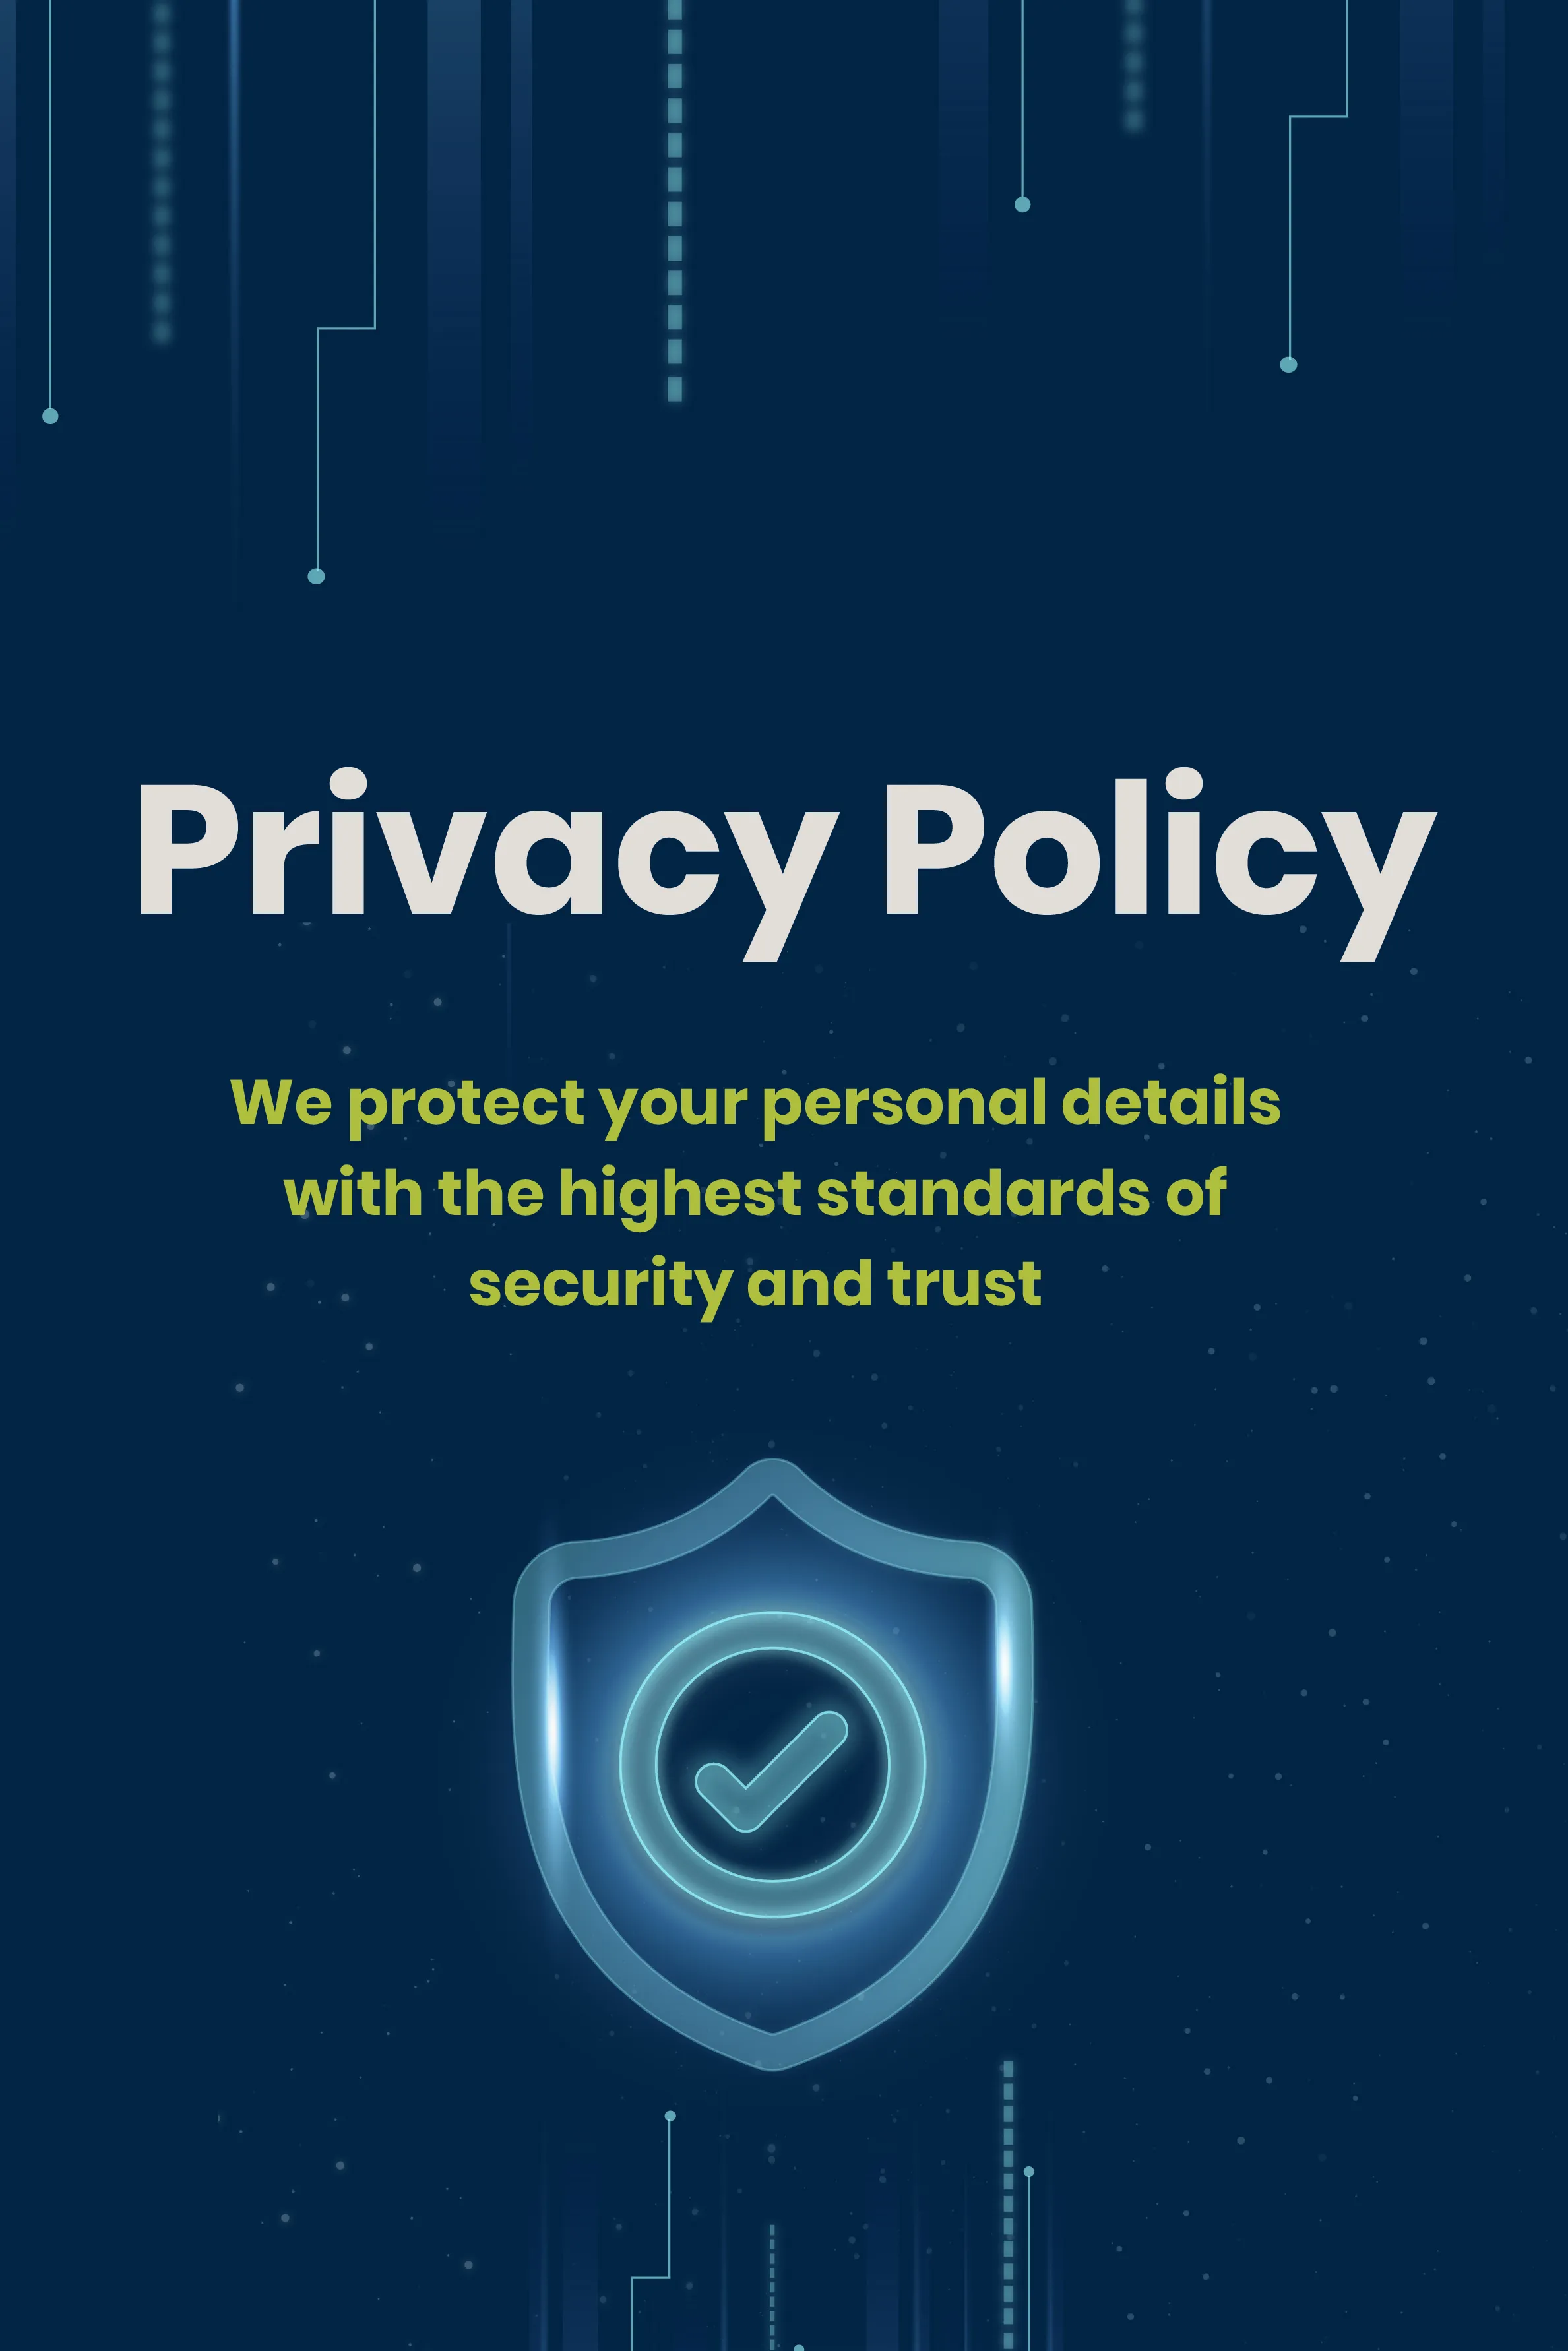 Privacy Policy
We protect your personal details
with the highest standards of
security and trust